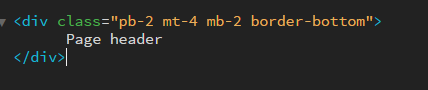 <div class="pb-2 mt-4 mb-2 border-bottom">
Page header
</div>